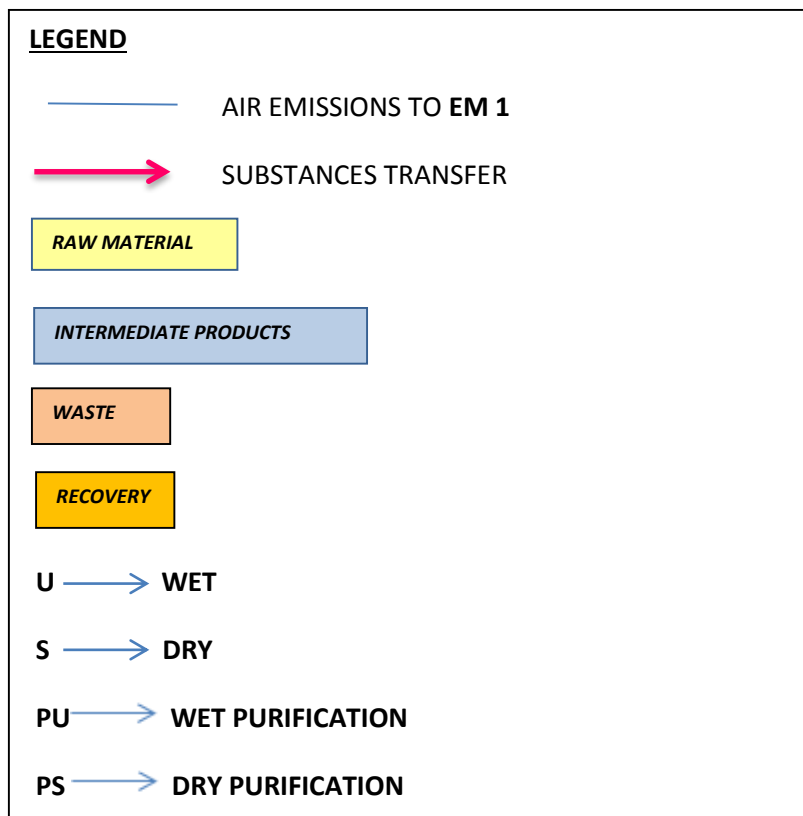 LEGEND
AIR EMISSIONS TO EM 1
SUBSTANCES TRANSFER
RAW MATERIAL
INTERMEDIATE PRODUCTS
WASTE
RECOVERY
U WET
S DRY
PU WET PURIFICATION
PS DRY PURIFICATION